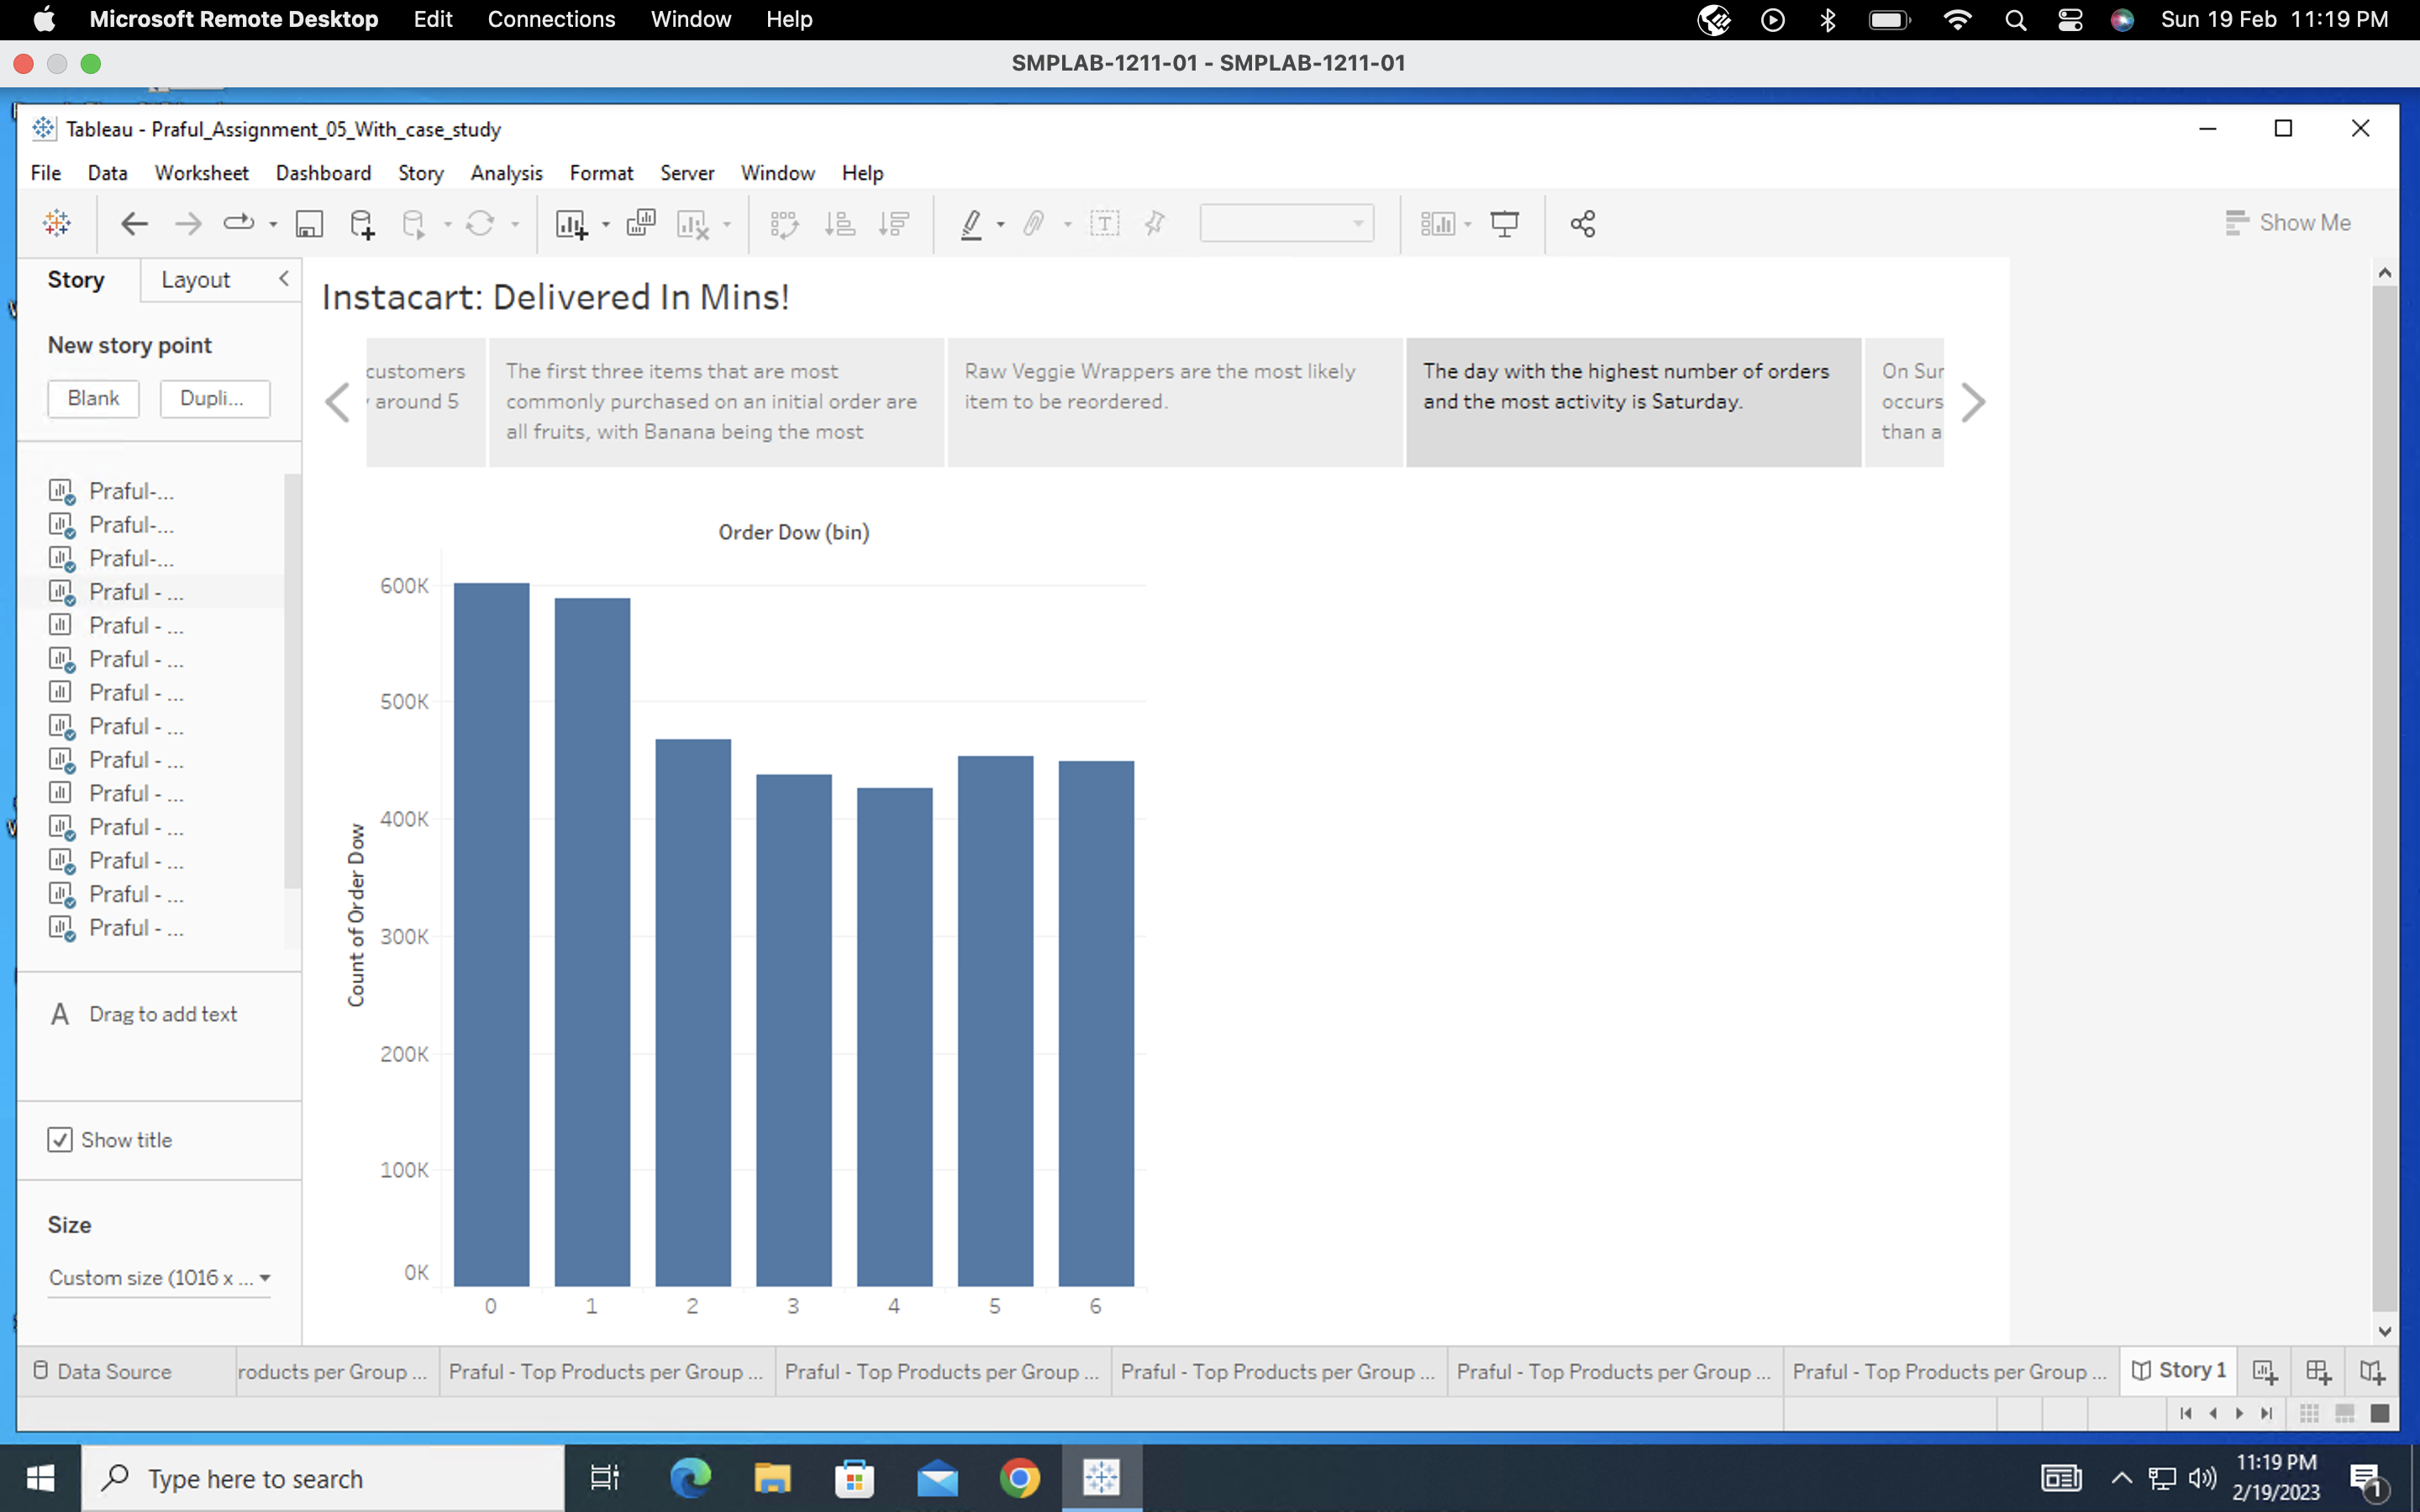 Microsoft Remote Desktop Edit Connections Window Help Sun 19 Feb 11:19 PM
SMPLAB-1211-01 - SMPLAB-1211-01
Tableau - Praful_Assignment_05_With_case_study
File Data Worksheet Dashboard Story Analysis Format Server Window Help
Show Me
Story Layout
New story point
Blank Dupli...
Praful-...
Praful-...
Praful-...
Praful - ...
Praful - ...
Praful - ...
Praful - ...
Praful - ...
Praful - ...
Praful - ...
Praful - ...
Praful - ...
Praful - ...
Praful - ...
A Drag to add text
Show title
Size
Custom size (1016 x ...
Instacart: Delivered In Mins!
customers
around 5
The first three items that are most
commonly purchased on an initial order are
all fruits, with Banana being the most
Raw Veggie Wrappers are the most likely
item to be reordered.
The day with the highest number of orders
and the most activity is Saturday.
On Sun
occurs
than a
Order Dow (bin)
Count of Order Dow
600K
500K
400K
300K
200K
100K
0K
0 1 2 3 4 5 6
Data Source roducts per Group ... Praful - Top Products per Group ... Praful - Top Products per Group ... Praful - Top Products per Group ... Praful - Top Products per Group ... Praful - Top Products per Group ... Story 1
Type here to search
11:19 PM
2/19/2023
1